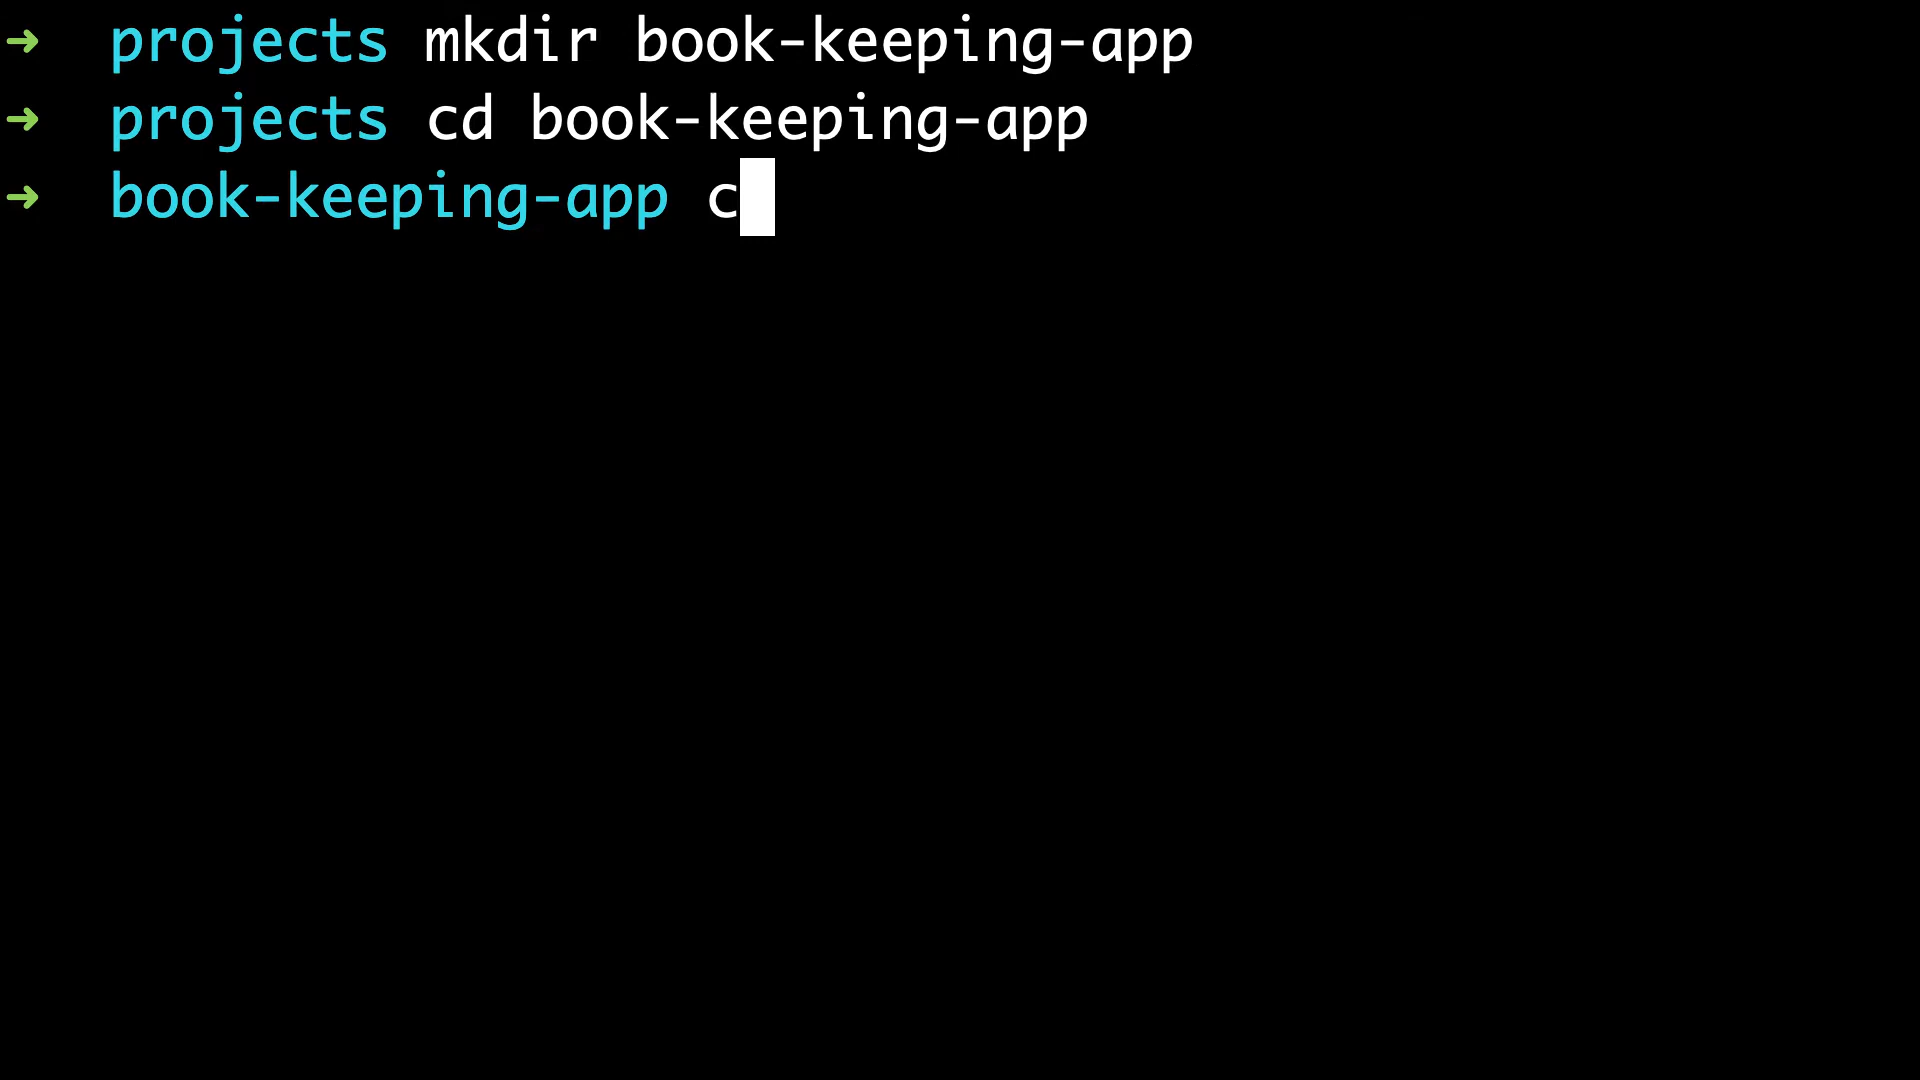 ➜ projects mkdir book-keeping-app
➜ projects cd book-keeping-app
➜ book-keeping-app c